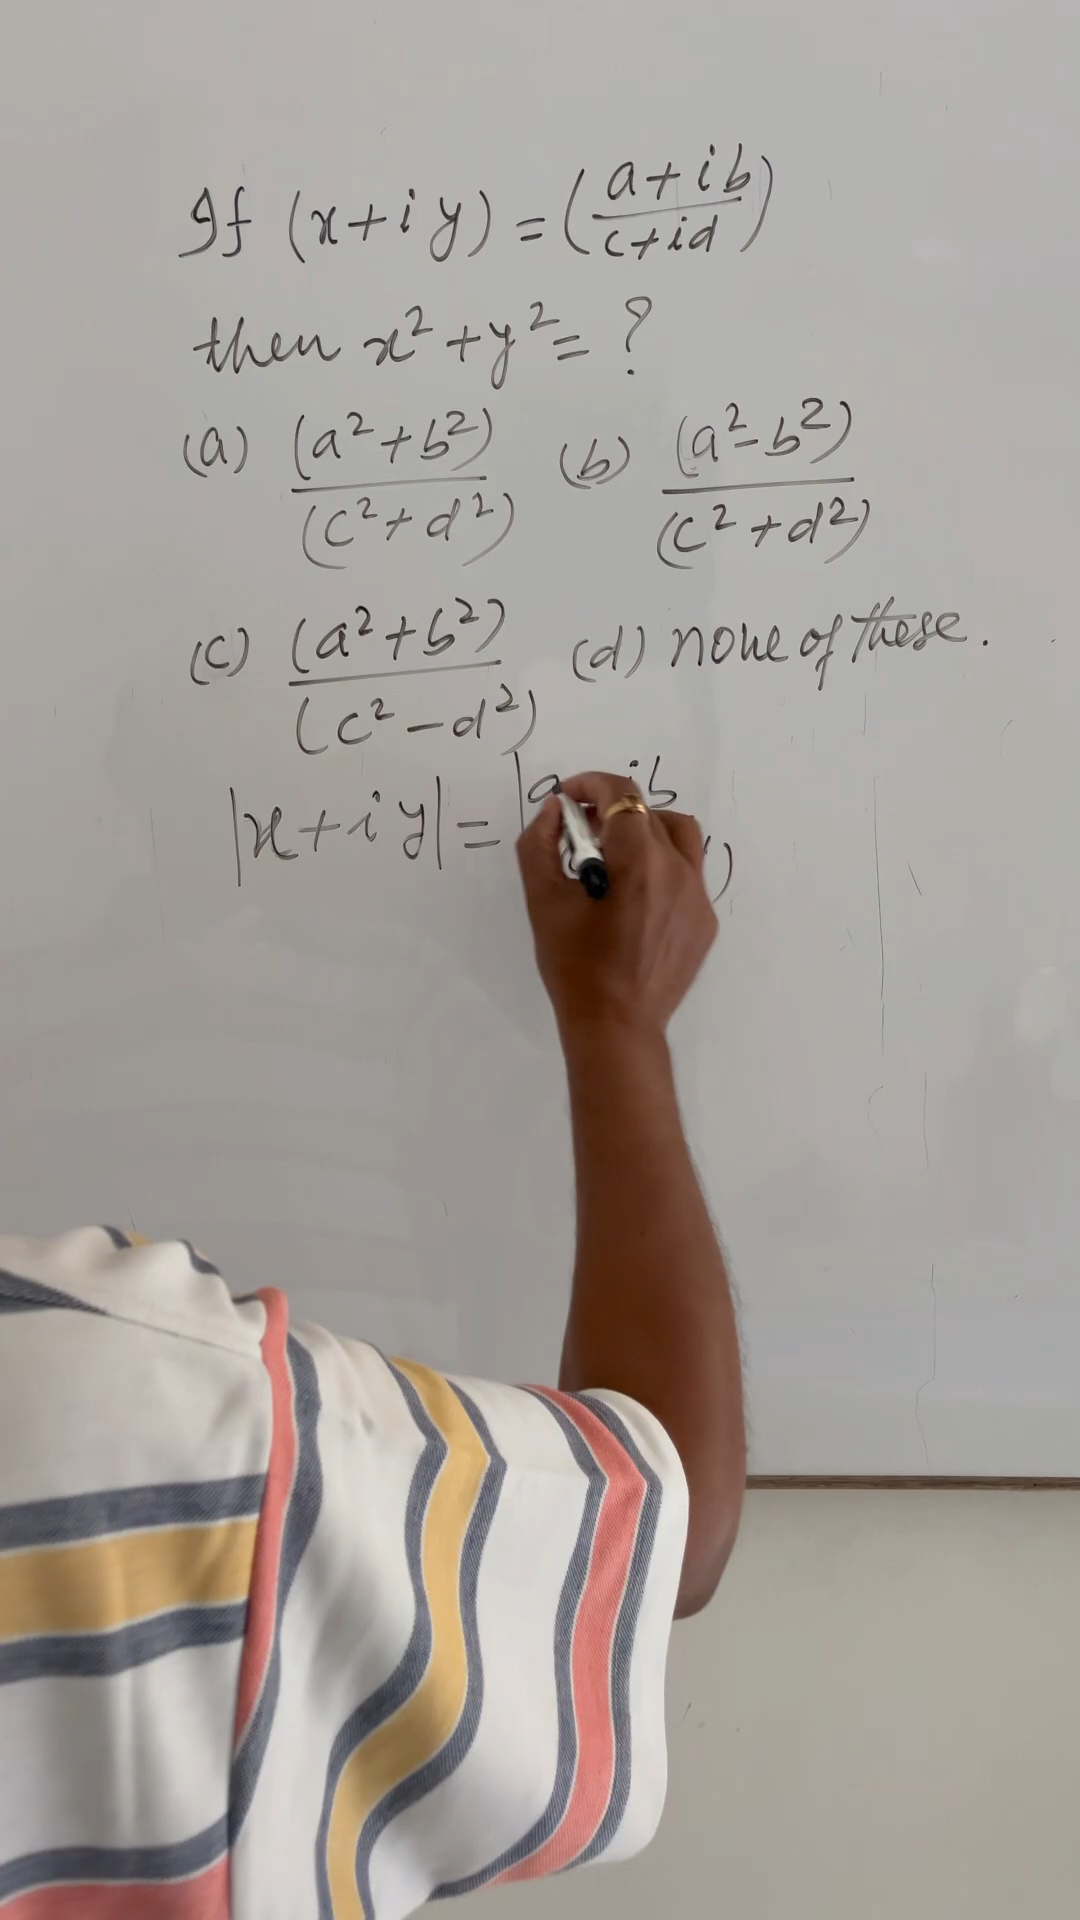 If (x+iy) = (a+ib / c+id)
then x² + y² = ?
(a) (a²+b²) / (c²+d²) (b) (a²-b²) / (c²+d²)
(c) (a²+b²) / (c²-d²) (d) none of these.
|x+iy| = |a ib